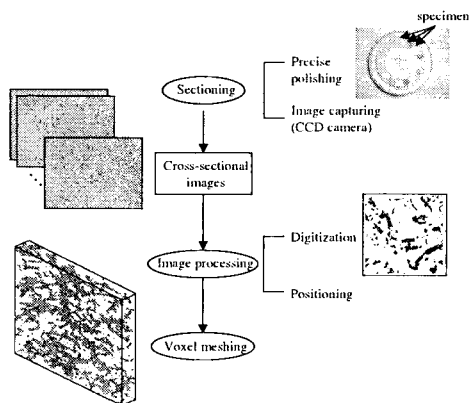 specimen
Sectioning
Precise
polishing
Image capturing
(CCD camera)
Cross-sectional
images
Image processing
Digitization
Positioning
Voxel meshing